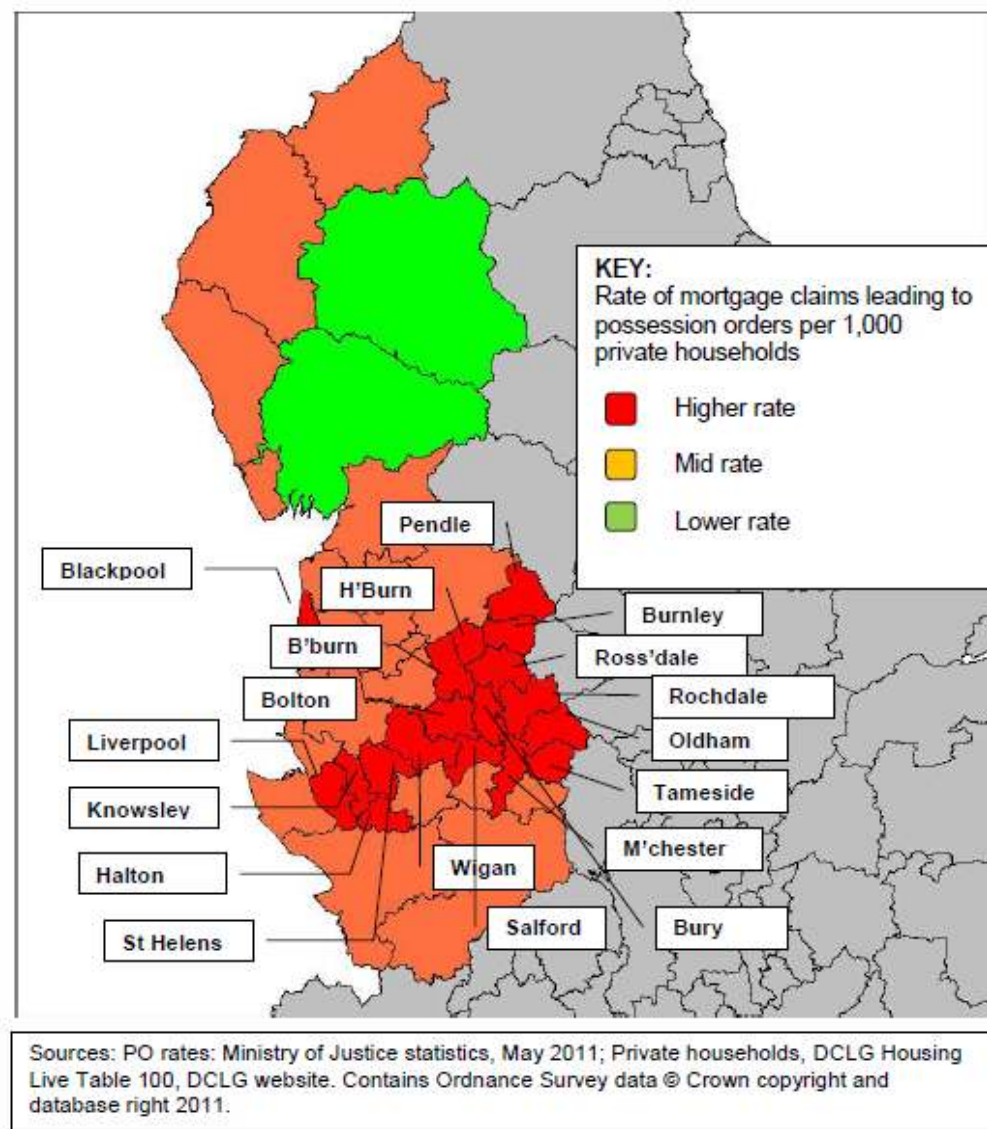 KEY:
Rate of mortgage claims leading to
possession orders per 1,000
private households
Higher rate
Mid rate
Lower rate
Pendle
Blackpool
H'Burn
Burnley
B'burn
Ross'dale
Bolton
Rochdale
Liverpool
Oldham
Knowsley
Tameside
M'chester
Halton
Wigan
St Helens
Salford
Bury
Sources: PO rates: Ministry of Justice statistics, May 2011; Private households, DCLG Housing
Live Table 100, DCLG website. Contains Ordnance Survey data © Crown copyright and
database right 2011.